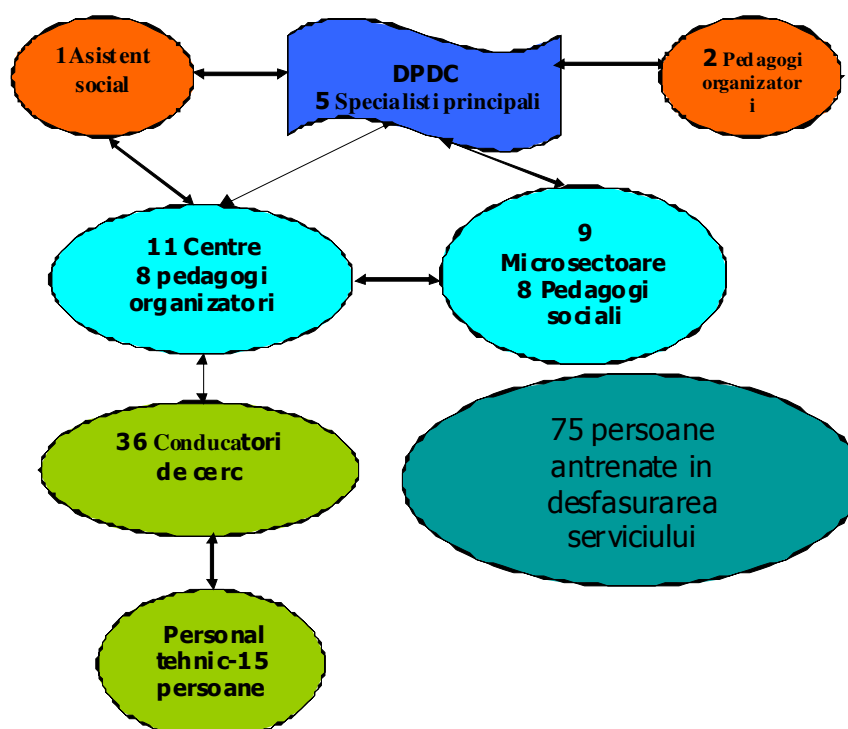 1Asistent
social
DPDC
5 Specialisti principali
2 Pedagogi
organizator
i
11 Centre
8 pedagogi
organizatori
9
Microsectoare
8 Pedagogi
sociali
36 Conducatori
de cerc
75 persoane
antrenate in
desfasurarea
serviciului
Personal
tehnic-15
persoane